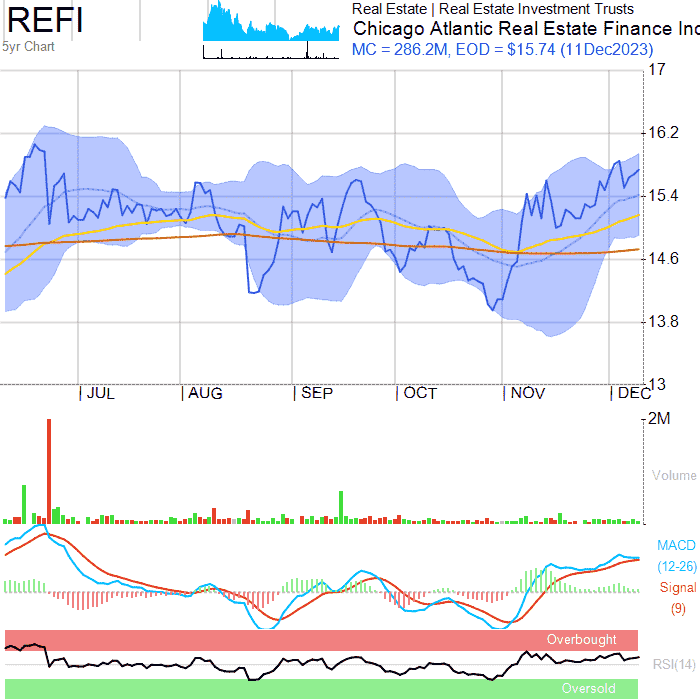 REFI
5yr Chart
Real Estate | Real Estate Investment Trusts
Chicago Atlantic Real Estate Finance Inc
MC = 286.2M, EOD = $15.74 (11Dec2023)
17
16.2
15.4
14.6
13.8
13
JUL
AUG
SEP
OCT
NOV
DEC
2M
Volume
MACD
(12-26)
Signal
(9)
Overbought
RSI(14)
Oversold